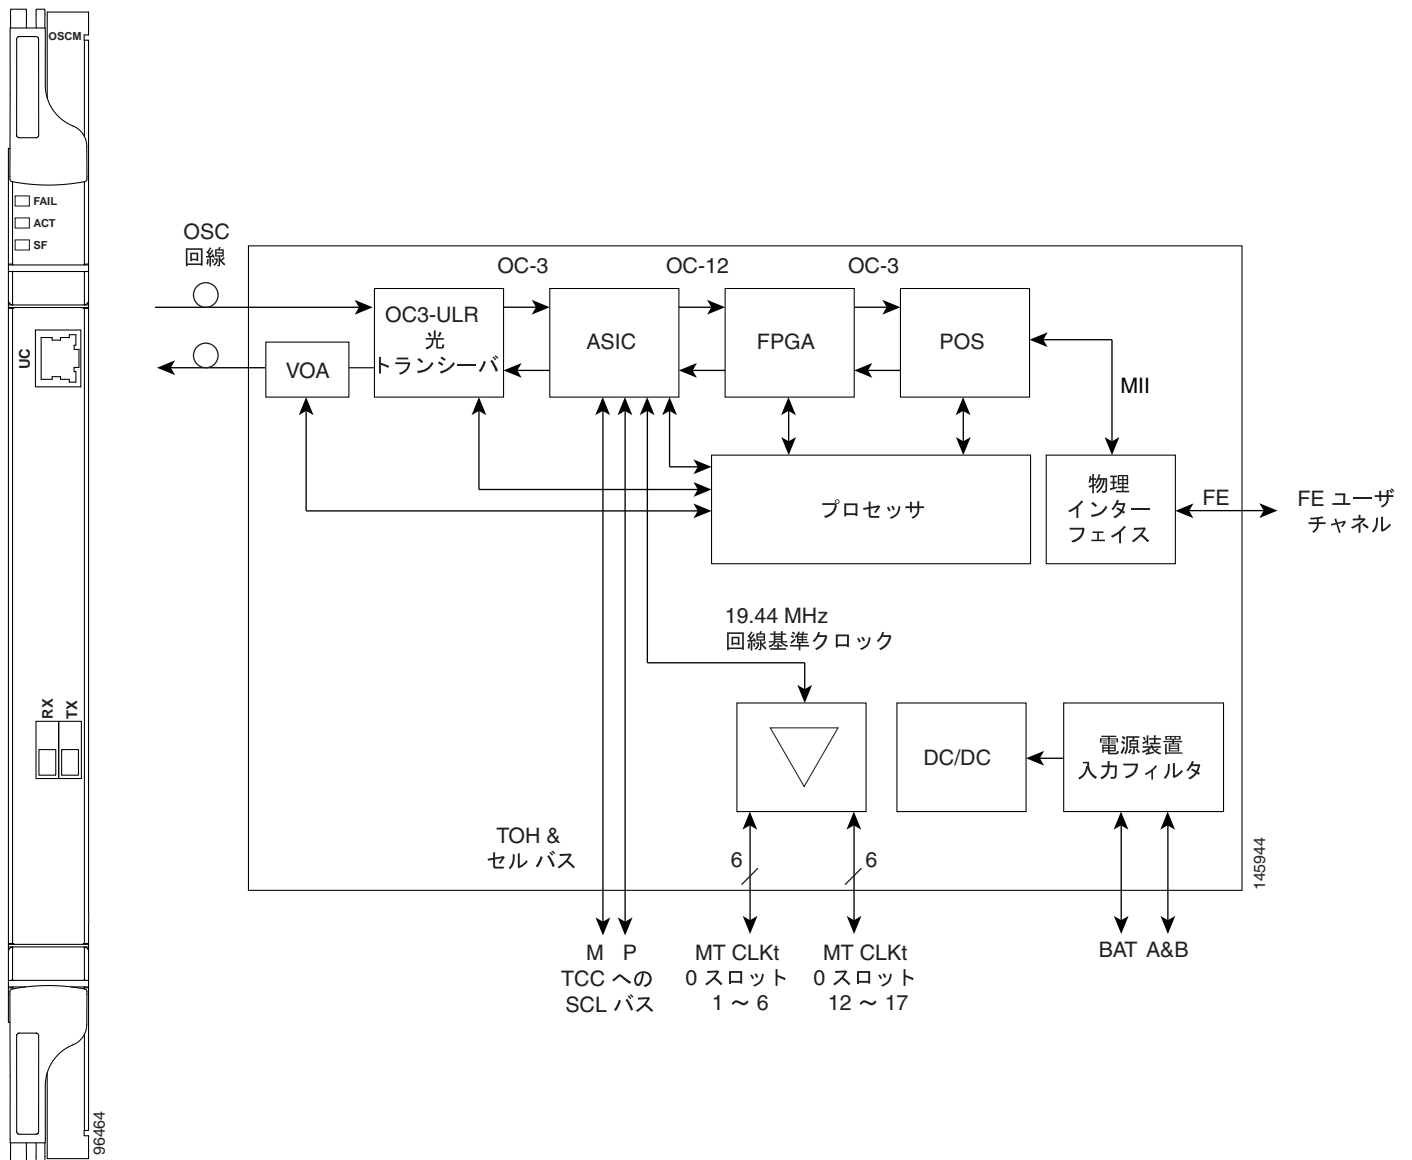 OSCM
FAIL
ACT
SF
UC
RX
TX
96464
OSC
回線
OC-3
OC-12
OC-3
OC3-ULR
光
トランシーバ
VOA
ASIC
FPGA
POS
MII
プロセッサ
物理
インター
フェイス
FE
FE ユーザ
チャネル
19.44 MHz
回線基準クロック
DC/DC
電源装置
入力フィルタ
TOH &
セル バス
6
6
145944
M P
TCC への
SCL バス
MT CLKt
0 スロット
1 ～ 6
MT CLKt
0 スロット
12 ～ 17
BAT A&B